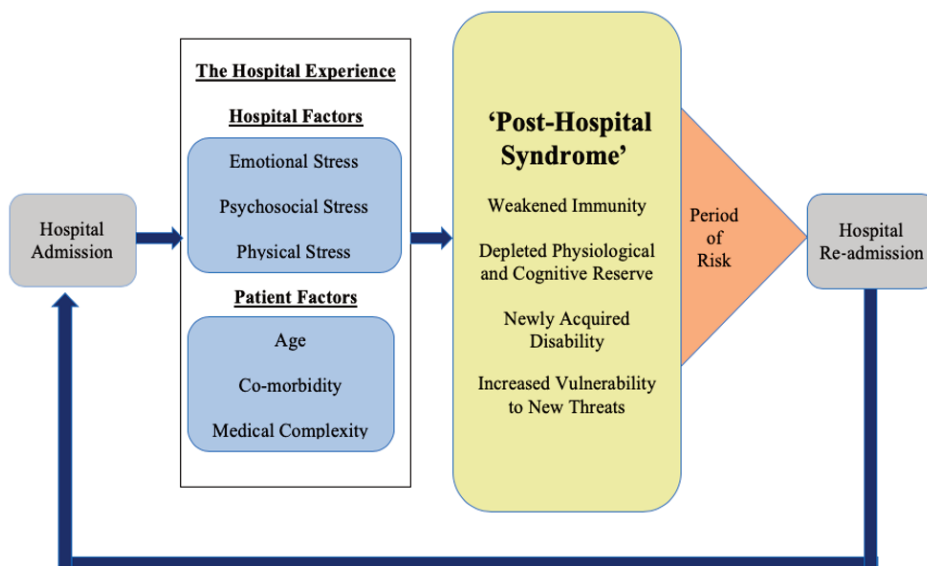 Hospital
Admission
The Hospital Experience
Hospital Factors
Emotional Stress
Psychosocial Stress
Physical Stress
Patient Factors
Age
Co-morbidity
Medical Complexity
‘Post-Hospital
Syndrome’
Weakened Immunity
Depleted Physiological
and Cognitive Reserve
Newly Acquired
Disability
Increased Vulnerability
to New Threats
Period
of
Risk
Hospital
Re-admission